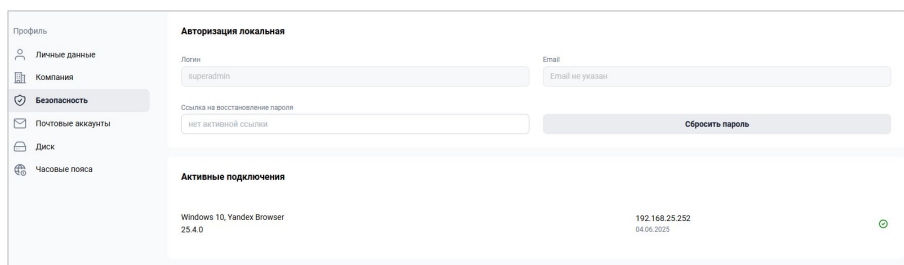 Профиль
Личные данные
Компания
Безопасность
Почтовые аккаунты
Диск
Часовые пояса
Авторизация локальная
Логин
superadmin
Email
Email не указан
Ссылка на восстановление пароля
нет активной ссылки
Сбросить пароль
Активные подключения
Windows 10, Yandex Browser
25.4.0
192.168.25.252
04.06.2025